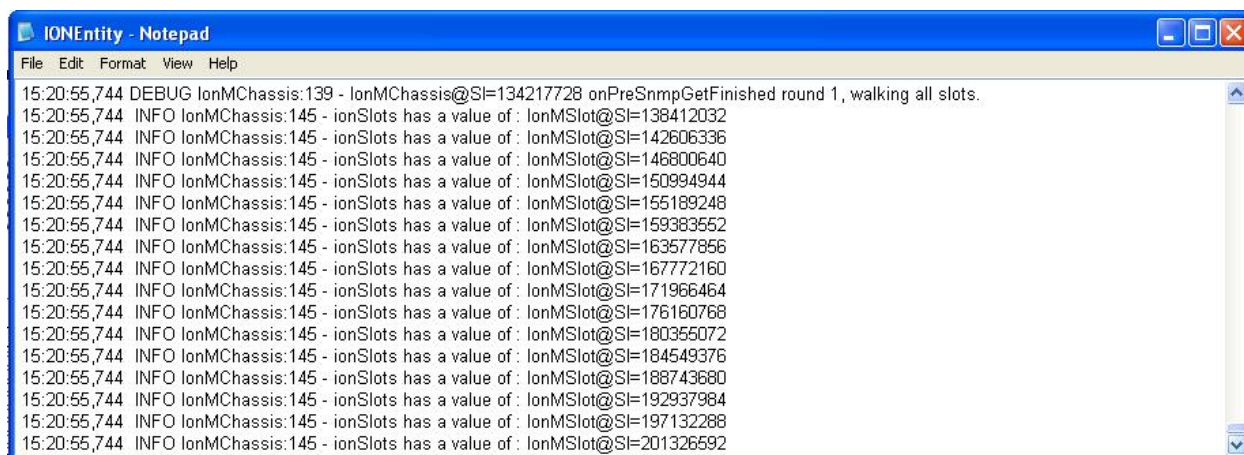 IONEntity - Notepad
File Edit Format View Help
15:20:55,744 DEBUG IonMChassis:139 - IonMChassis@SI=134217728 onPreSnmpGetFinished round 1, walking all slots.
15:20:55,744 INFO IonMChassis:145 - ionSlots has a value of : IonMSlot@SI=138412032
15:20:55,744 INFO IonMChassis:145 - ionSlots has a value of : IonMSlot@SI=142606336
15:20:55,744 INFO IonMChassis:145 - ionSlots has a value of : IonMSlot@SI=146800640
15:20:55,744 INFO IonMChassis:145 - ionSlots has a value of : IonMSlot@SI=150994944
15:20:55,744 INFO IonMChassis:145 - ionSlots has a value of : IonMSlot@SI=155189248
15:20:55,744 INFO IonMChassis:145 - ionSlots has a value of : IonMSlot@SI=159383552
15:20:55,744 INFO IonMChassis:145 - ionSlots has a value of : IonMSlot@SI=163577856
15:20:55,744 INFO IonMChassis:145 - ionSlots has a value of : IonMSlot@SI=167772160
15:20:55,744 INFO IonMChassis:145 - ionSlots has a value of : IonMSlot@SI=171966464
15:20:55,744 INFO IonMChassis:145 - ionSlots has a value of : IonMSlot@SI=176160768
15:20:55,744 INFO IonMChassis:145 - ionSlots has a value of : IonMSlot@SI=180355072
15:20:55,744 INFO IonMChassis:145 - ionSlots has a value of : IonMSlot@SI=184549376
15:20:55,744 INFO IonMChassis:145 - ionSlots has a value of : IonMSlot@SI=188743680
15:20:55,744 INFO IonMChassis:145 - ionSlots has a value of : IonMSlot@SI=192937984
15:20:55,744 INFO IonMChassis:145 - ionSlots has a value of : IonMSlot@SI=197132288
15:20:55,744 INFO IonMChassis:145 - ionSlots has a value of : IonMSlot@SI=201326592